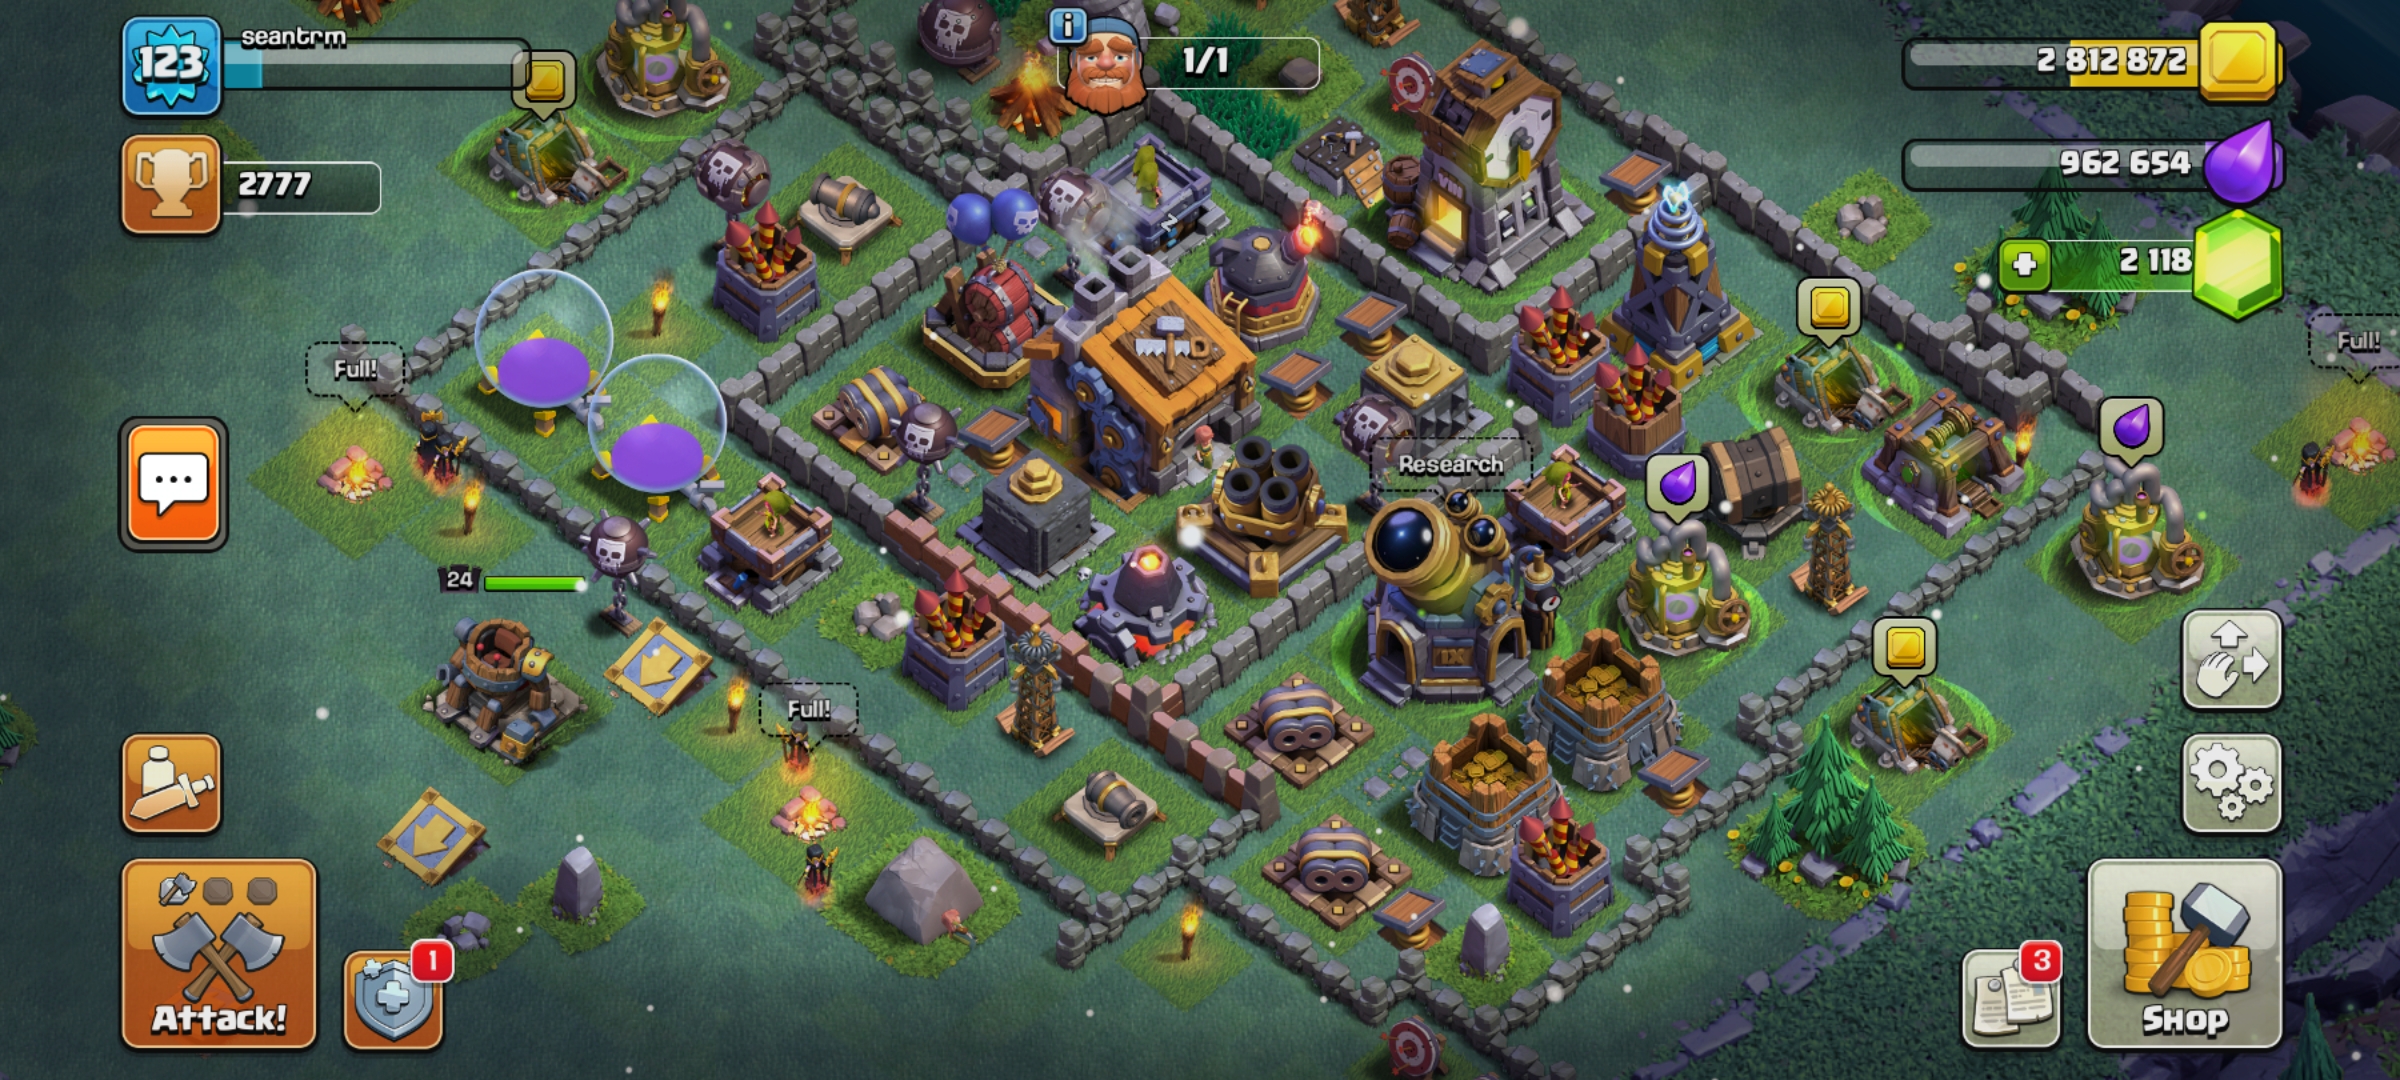 123
seantrm
1/1
2 812 872
2777
962 654
2 118
Full!
Full!
Research
24
Full!
IX
1
Attack!
3
Shop